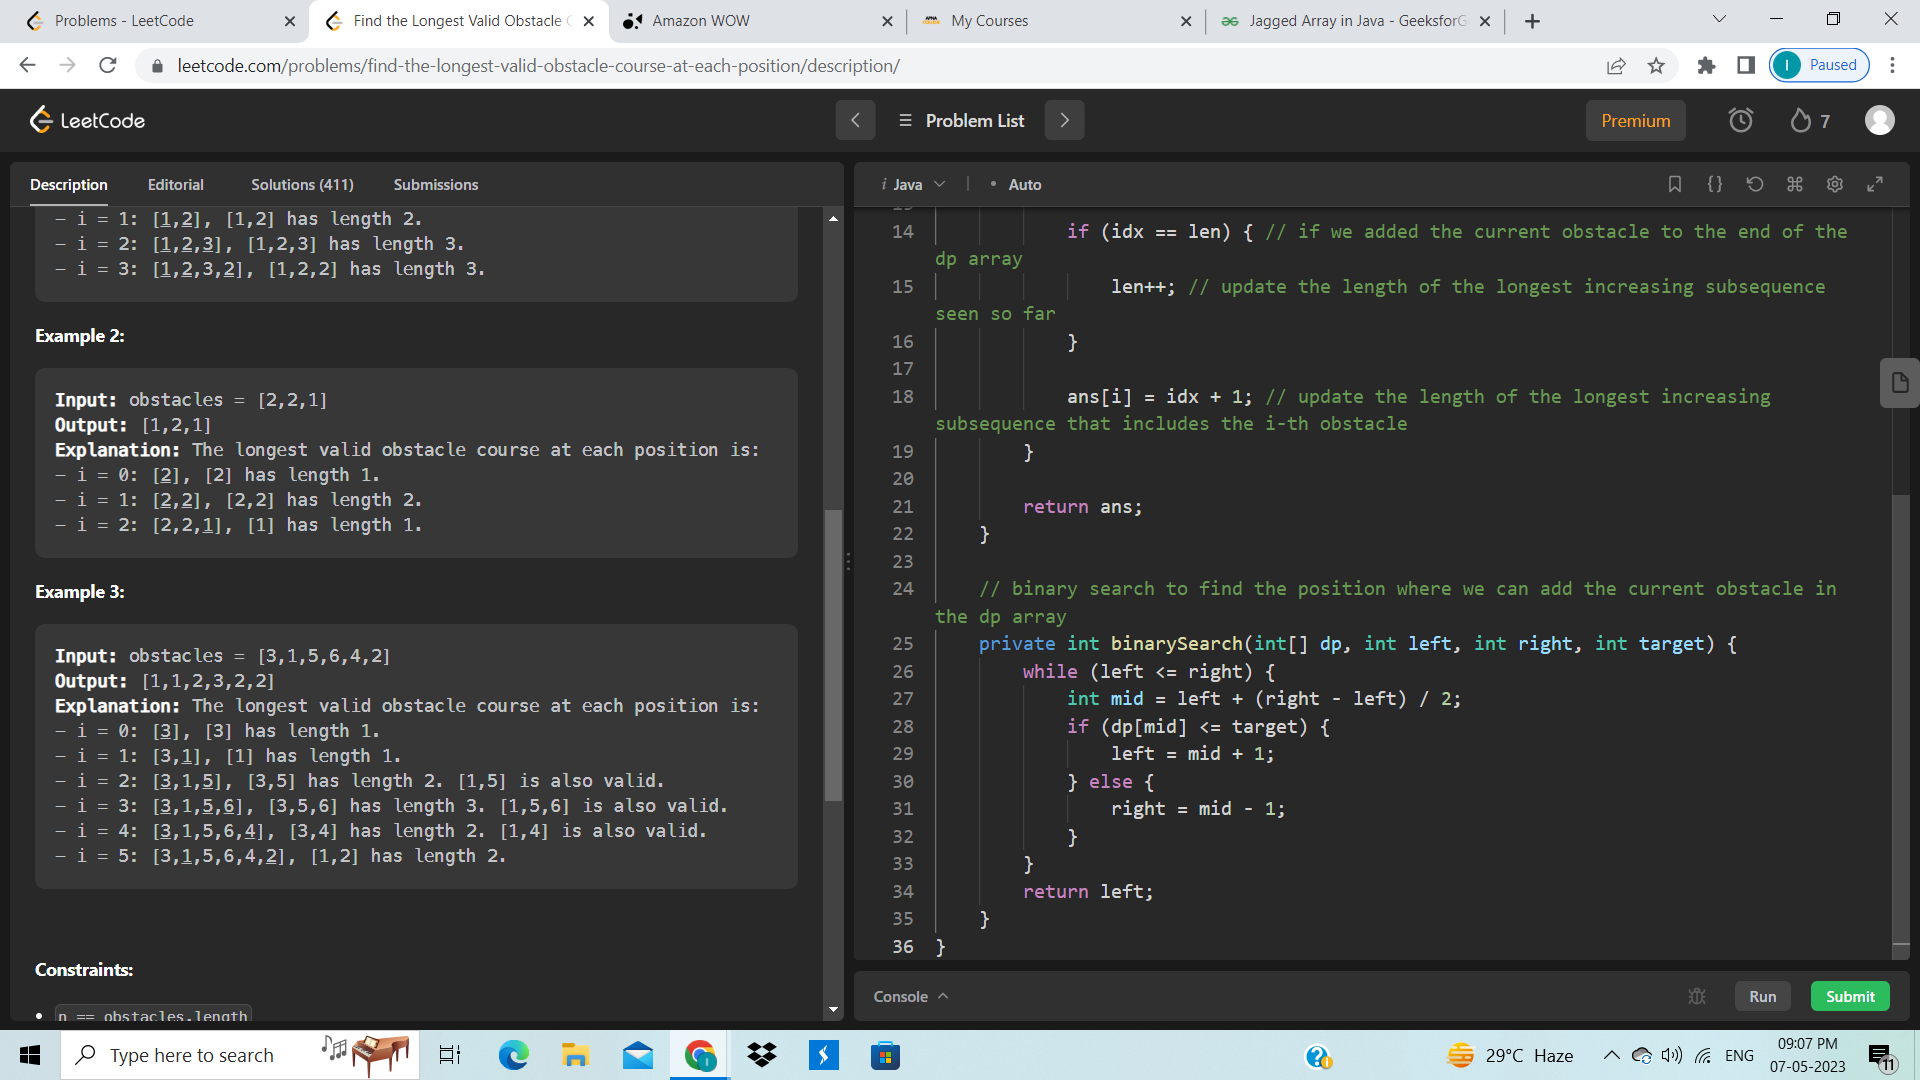 Problems - LeetCode
Find the Longest Valid Obstacle C
Amazon WOW
My Courses
Jagged Array in Java - GeeksforG
leetcode.com/problems/find-the-longest-valid-obstacle-course-at-each-position/description/
I
Paused
LeetCode
Problem List
Premium
7
Description
Editorial
Solutions (411)
Submissions
– i = 1: [1,2], [1,2] has length 2.
– i = 2: [1,2,3], [1,2,3] has length 3.
– i = 3: [1,2,3,2], [1,2,2] has length 3.
Example 2:
Input: obstacles = [2,2,1]
Output: [1,2,1]
Explanation: The longest valid obstacle course at each position is:
– i = 0: [2], [2] has length 1.
– i = 1: [2,2], [2,2] has length 2.
– i = 2: [2,2,1], [1] has length 1.
Example 3:
Input: obstacles = [3,1,5,6,4,2]
Output: [1,1,2,3,2,2]
Explanation: The longest valid obstacle course at each position is:
– i = 0: [3], [3] has length 1.
– i = 1: [3,1], [1] has length 1.
– i = 2: [3,1,5], [3,5] has length 2. [1,5] is also valid.
– i = 3: [3,1,5,6], [3,5,6] has length 3. [1,5,6] is also valid.
– i = 4: [3,1,5,6,4], [3,4] has length 2. [1,4] is also valid.
– i = 5: [3,1,5,6,4,2], [1,2] has length 2.
Constraints:
• n == obstacles.length
i Java
• Auto
14 if (idx == len) { // if we added the current obstacle to the end of the
dp array
15 len++; // update the length of the longest increasing subsequence
seen so far
16 }
17
18 ans[i] = idx + 1; // update the length of the longest increasing
subsequence that includes the i-th obstacle
19 }
20
21 return ans;
22 }
23
24 // binary search to find the position where we can add the current obstacle in
the dp array
25 private int binarySearch(int[] dp, int left, int right, int target) {
26 while (left <= right) {
27 int mid = left + (right - left) / 2;
28 if (dp[mid] <= target) {
29 left = mid + 1;
30 } else {
31 right = mid - 1;
32 }
33 }
34 return left;
35 }
36 }
Console
Run
Submit
Type here to search
29°C Haze
ENG
09:07 PM
07-05-2023
11